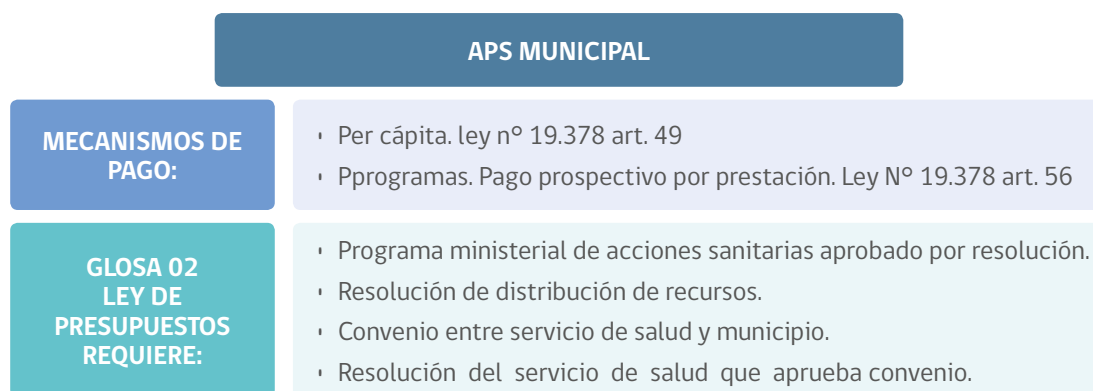 APS MUNICIPAL
MECANISMOS DE
PAGO:
• Per cápita. ley n° 19.378 art. 49
• Pprogramas. Pago prospectivo por prestación. Ley N° 19.378 art. 56
GLOSA 02
LEY DE
PRESUPUESTOS
REQUIERE:
• Programa ministerial de acciones sanitarias aprobado por resolución.
• Resolución de distribución de recursos.
• Convenio entre servicio de salud y municipio.
• Resolución del servicio de salud que aprueba convenio.